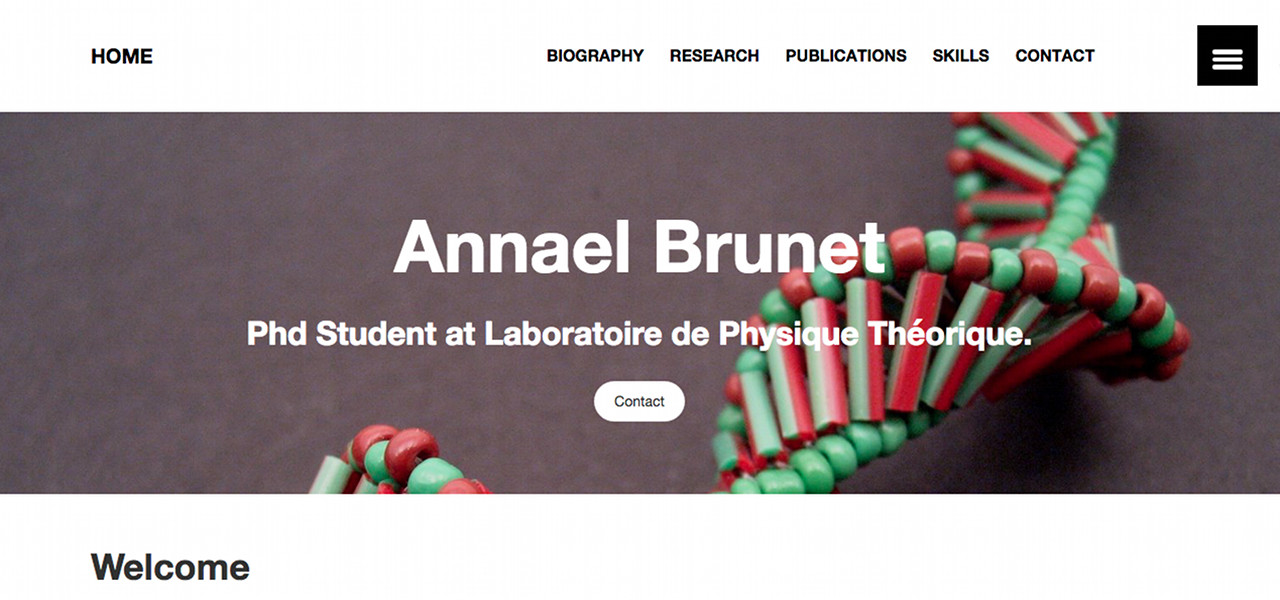 HOME BIOGRAPHY RESEARCH PUBLICATIONS SKILLS CONTACT
Annael Brunet
Phd Student at Laboratoire de Physique Théorique.
Contact
Welcome